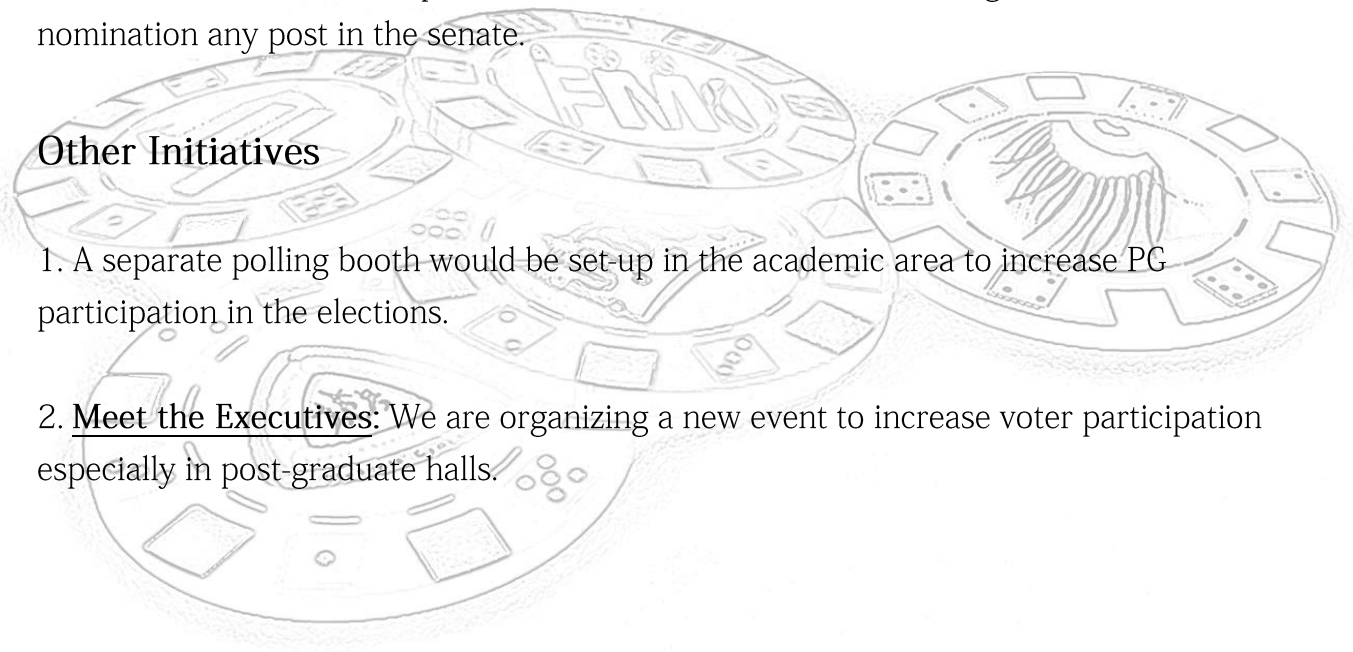 nomination any post in the senate.
FMC
Other Initiatives
1. A separate polling booth would be set-up in the academic area to increase PG
participation in the elections.
2. Meet the Executives: We are organizing a new event to increase voter participation
especially in post-graduate halls.